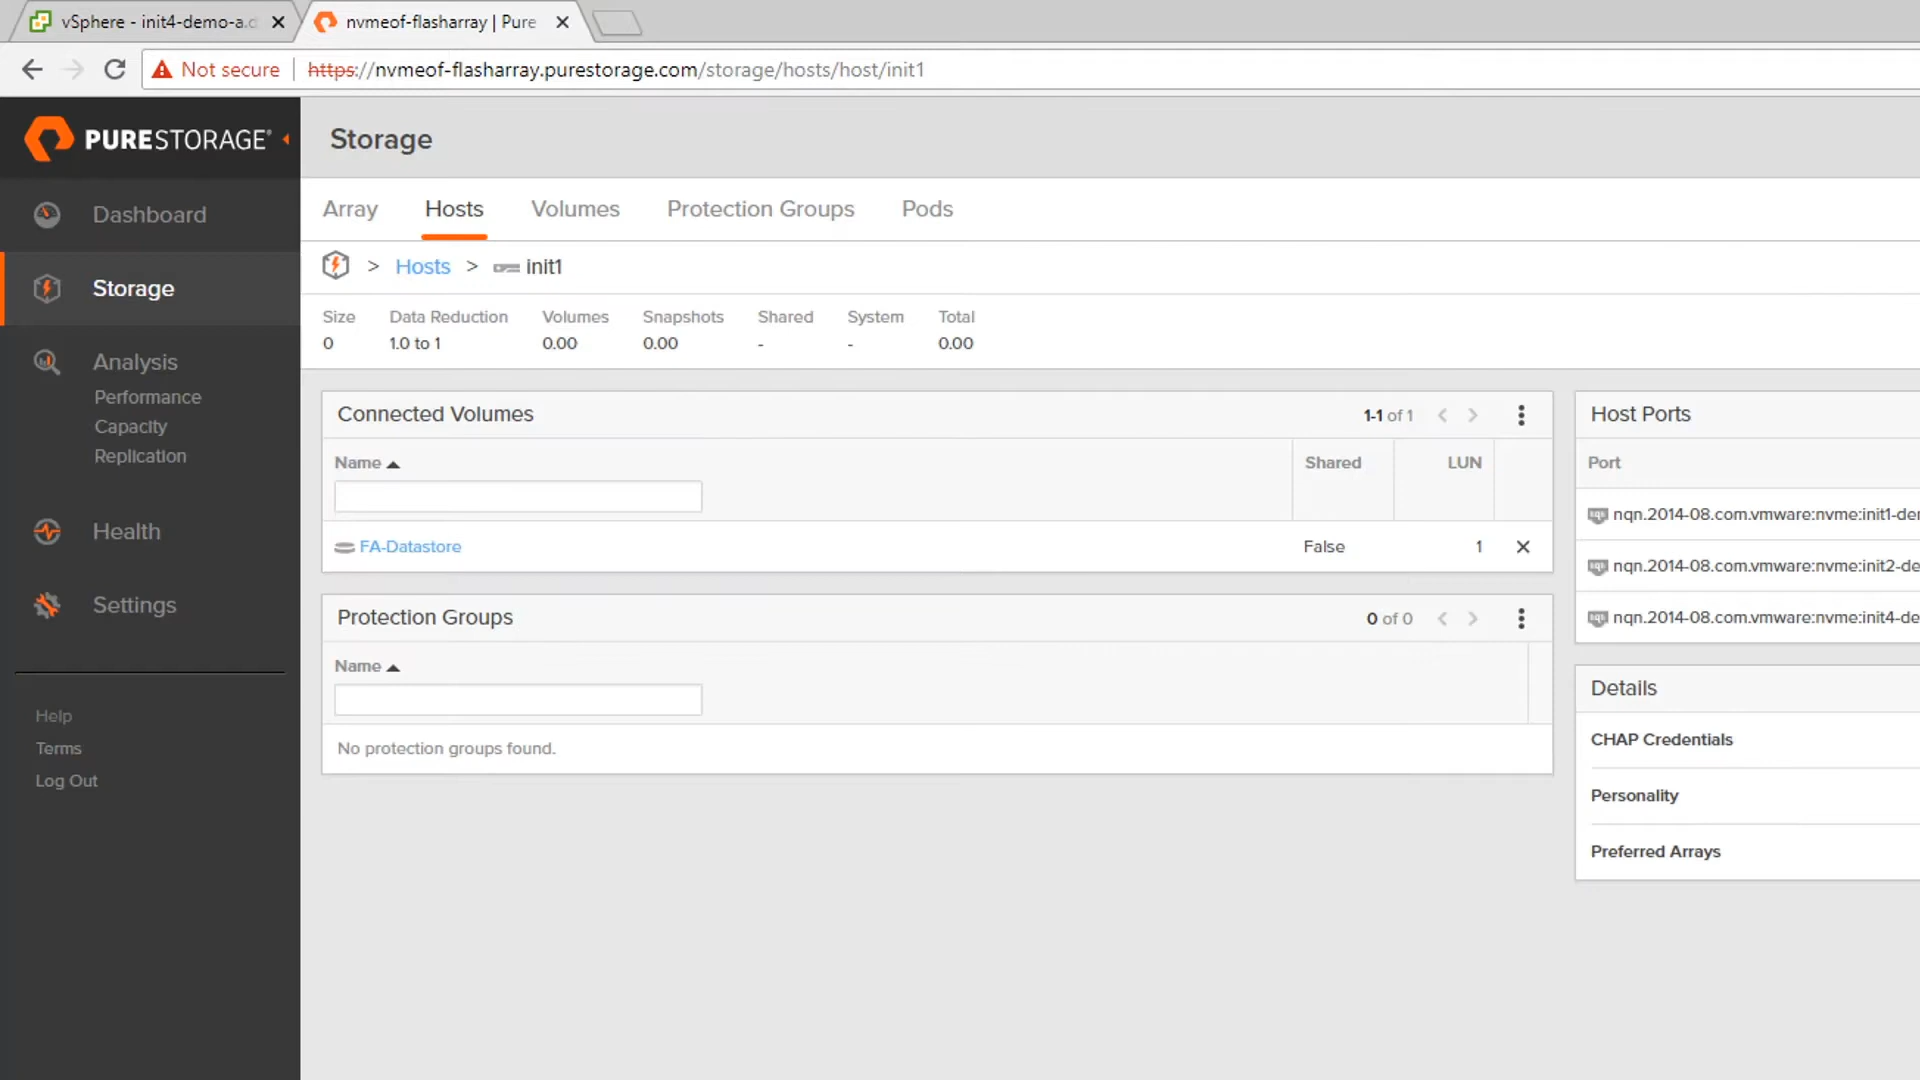 vSphere - init4-demo-a.d
nvmeof-flasharray | Pure
Not secure
https://nvmeof-flasharray.purestorage.com/storage/hosts/host/init1
PURESTORAGE®
Storage
Dashboard
Storage
Analysis
Performance
Capacity
Replication
Health
Settings
Help
Terms
Log Out
Array Hosts Volumes Protection Groups Pods
> Hosts > init1
Size Data Reduction Volumes Snapshots Shared System Total
0 1.0 to 1 0.00 0.00 - - 0.00
Connected Volumes 1-1 of 1
Name Shared LUN
FA-Datastore False 1
Protection Groups 0 of 0
Name
No protection groups found.
Host Ports
Port
nqn.2014-08.com.vmware:nvme:init1-der
nqn.2014-08.com.vmware:nvme:init2-de
nqn.2014-08.com.vmware:nvme:init4-de
Details
CHAP Credentials
Personality
Preferred Arrays